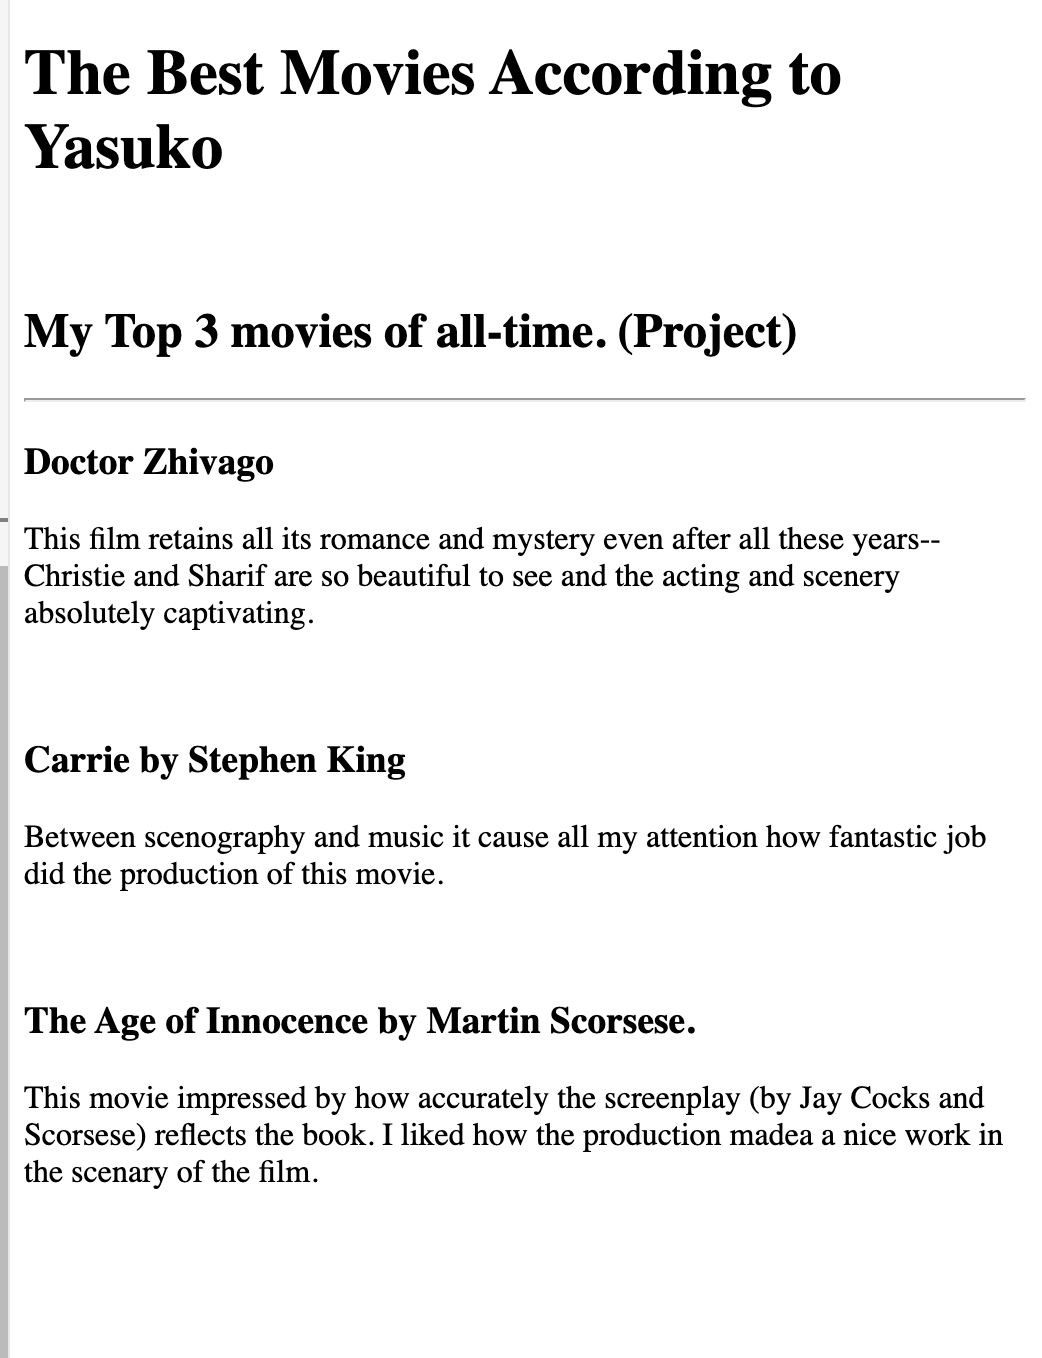 The Best Movies According to
Yasuko
My Top 3 movies of all-time. (Project)
Doctor Zhivago
This film retains all its romance and mystery even after all these years--
Christie and Sharif are so beautiful to see and the acting and scenery
absolutely captivating.
Carrie by Stephen King
Between scenography and music it cause all my attention how fantastic job
did the production of this movie.
The Age of Innocence by Martin Scorsese.
This movie impressed by how accurately the screenplay (by Jay Cocks and
Scorsese) reflects the book. I liked how the production madea a nice work in
the scenary of the film.